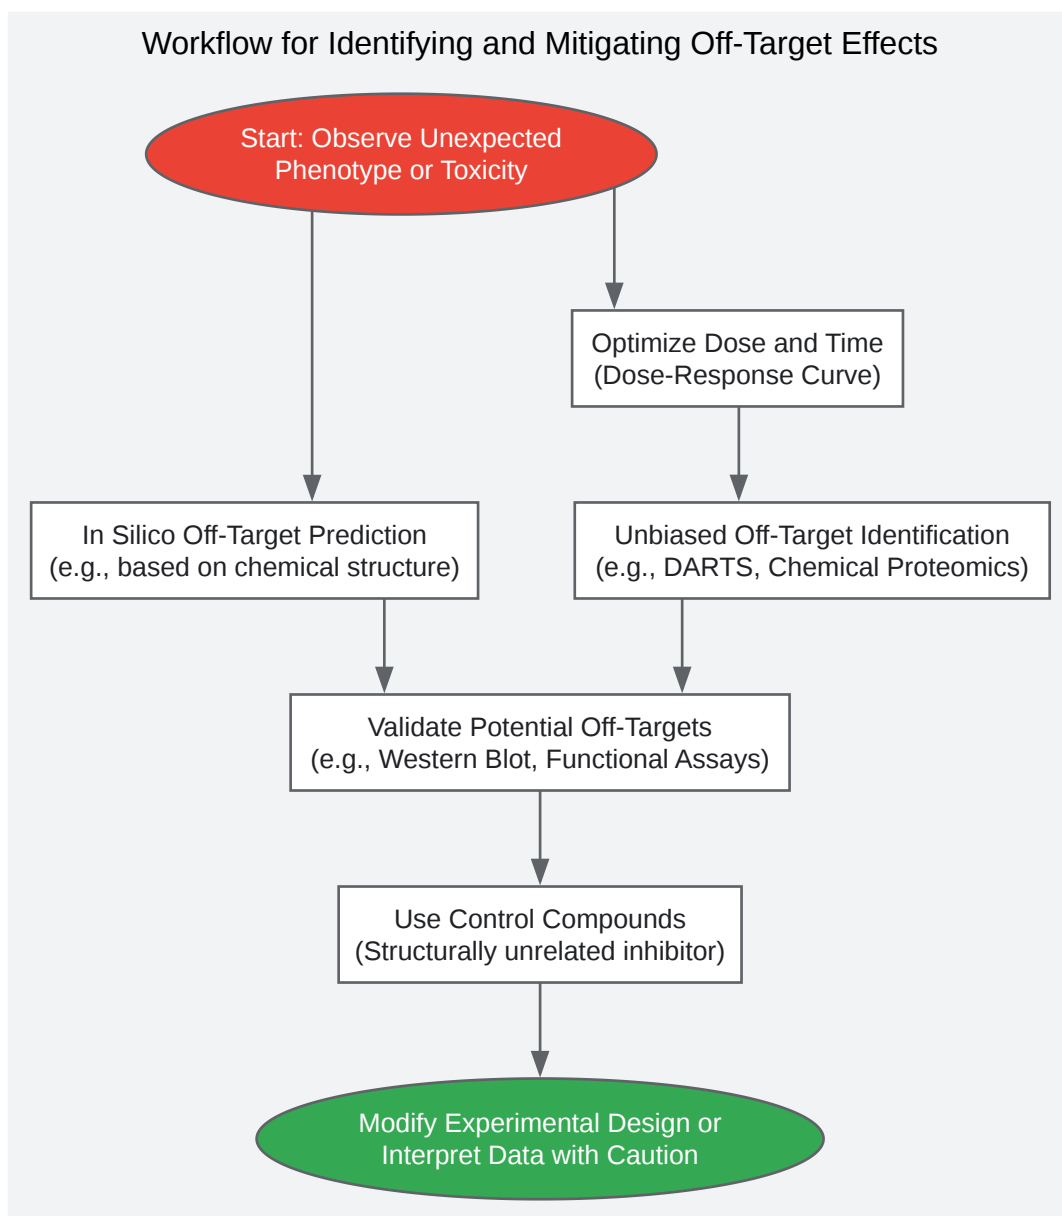 Workflow for Identifying and Mitigating Off-Target Effects
Start: Observe Unexpected
Phenotype or Toxicity
Optimize Dose and Time
(Dose-Response Curve)
In Silico Off-Target Prediction
(e.g., based on chemical structure)
Unbiased Off-Target Identification
(e.g., DARTS, Chemical Proteomics)
Validate Potential Off-Targets
(e.g., Western Blot, Functional Assays)
Use Control Compounds
(Structurally unrelated inhibitor)
Modify Experimental Design or
Interpret Data with Caution